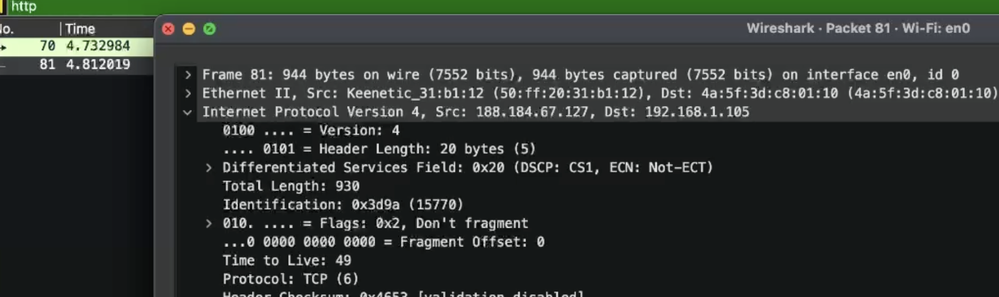 http
No. Time
70 4.732984
81 4.812019
Wireshark · Packet 81 · Wi-Fi: en0
Frame 81: 944 bytes on wire (7552 bits), 944 bytes captured (7552 bits) on interface en0, id 0
Ethernet II, Src: Keenetic_31:b1:12 (50:ff:20:31:b1:12), Dst: 4a:5f:3d:c8:01:10 (4a:5f:3d:c8:01:10)
Internet Protocol Version 4, Src: 188.184.67.127, Dst: 192.168.1.105
0100 .... = Version: 4
.... 0101 = Header Length: 20 bytes (5)
Differentiated Services Field: 0x20 (DSCP: CS1, ECN: Not-ECT)
Total Length: 930
Identification: 0x3d9a (15770)
010. .... = Flags: 0x2, Don't fragment
...0 0000 0000 0000 = Fragment Offset: 0
Time to Live: 49
Protocol: TCP (6)
Header Checksum: 0x4653 [validation disabled]